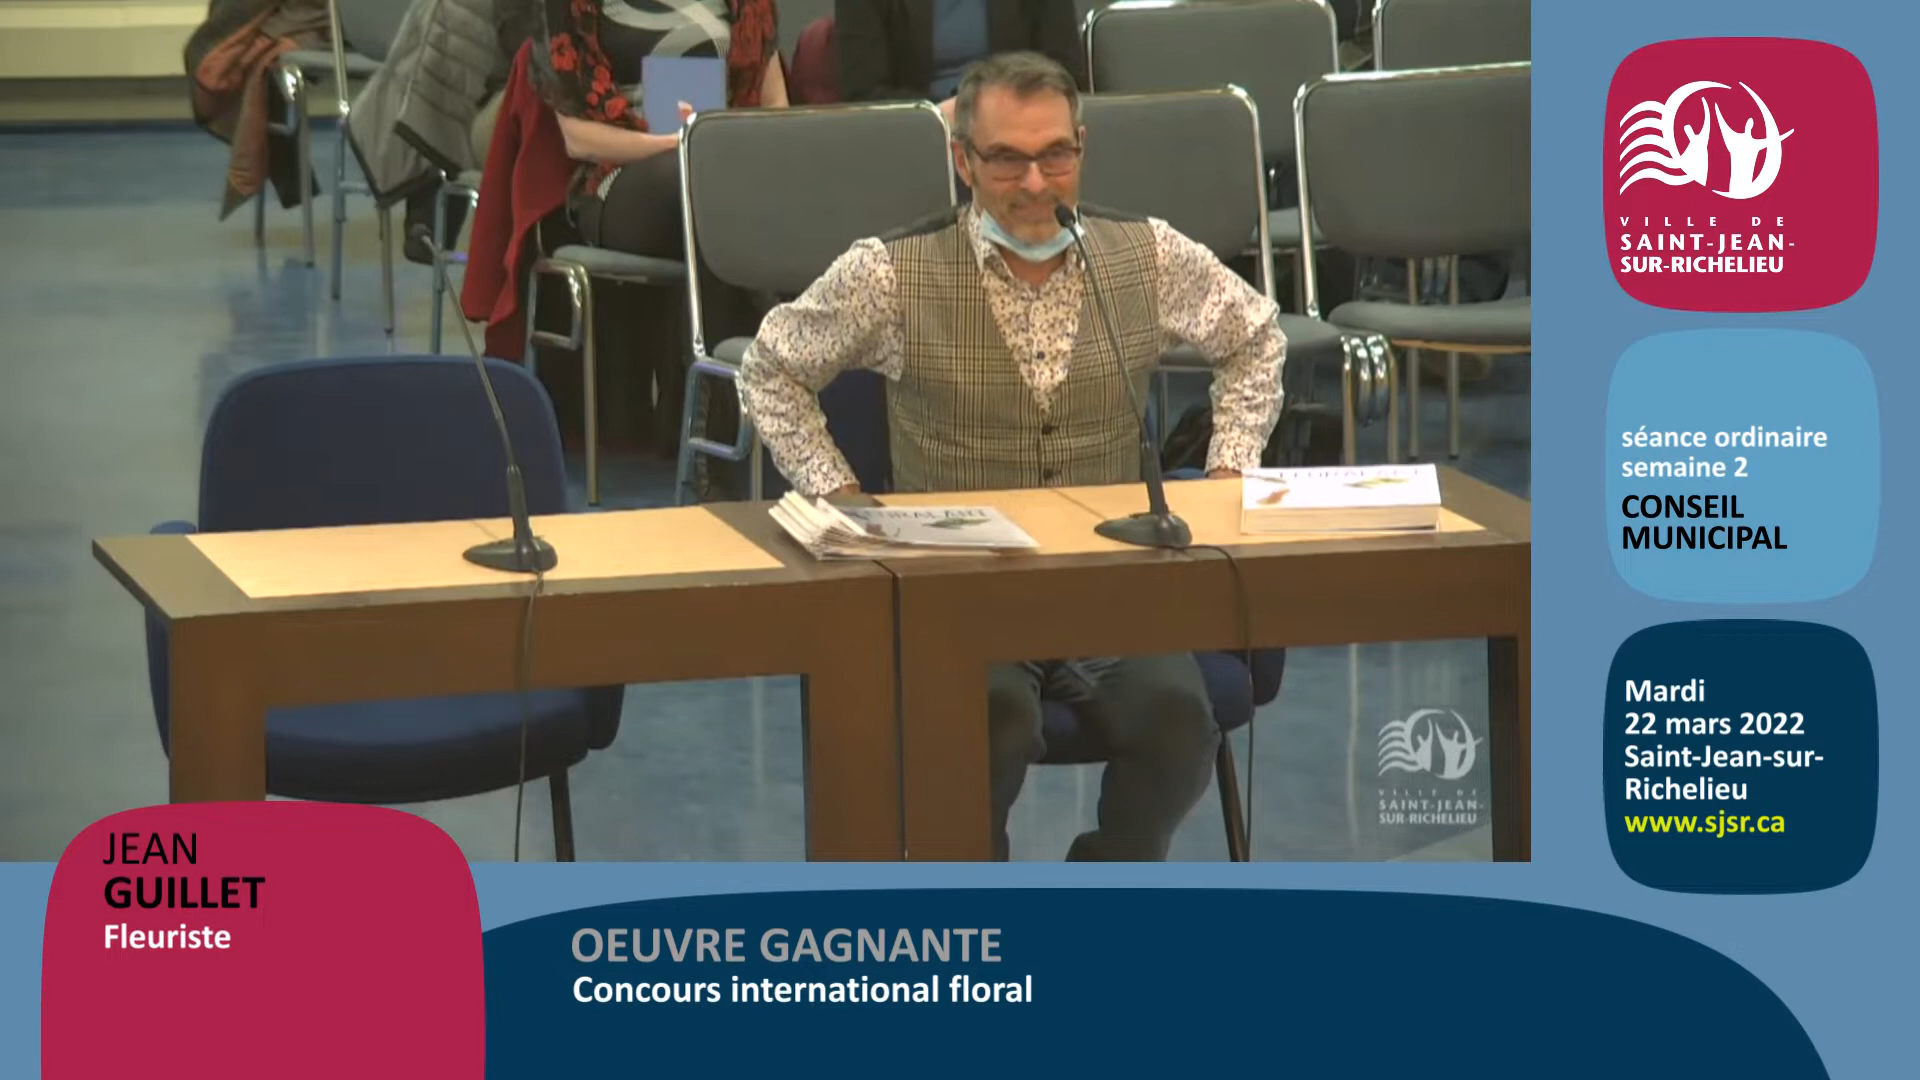 VILLE DE
SAINT-JEAN-
SUR-RICHELIEU
séance ordinaire
semaine 2
CONSEIL
MUNICIPAL
Mardi
22 mars 2022
Saint-Jean-sur-
Richelieu
www.sjsr.ca
VILLE DE
SAINT-JEAN-
SUR-RICHELIEU
JEAN
GUILLET
Fleuriste
OEUVRE GAGNANTE
Concours international floral